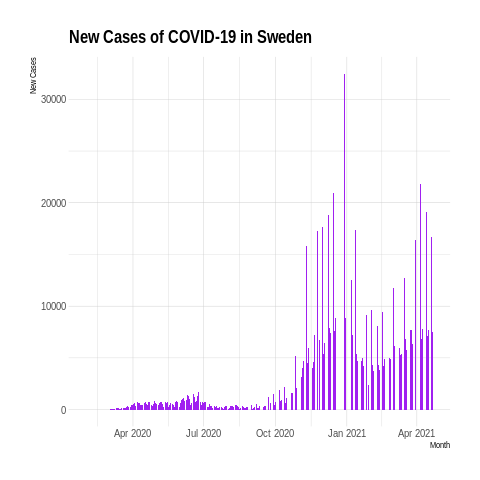 New Cases of COVID-19 in Sweden
New Cases
30000
20000
10000
0
Apr 2020 Jul 2020 Oct 2020 Jan 2021 Apr 2021
Month